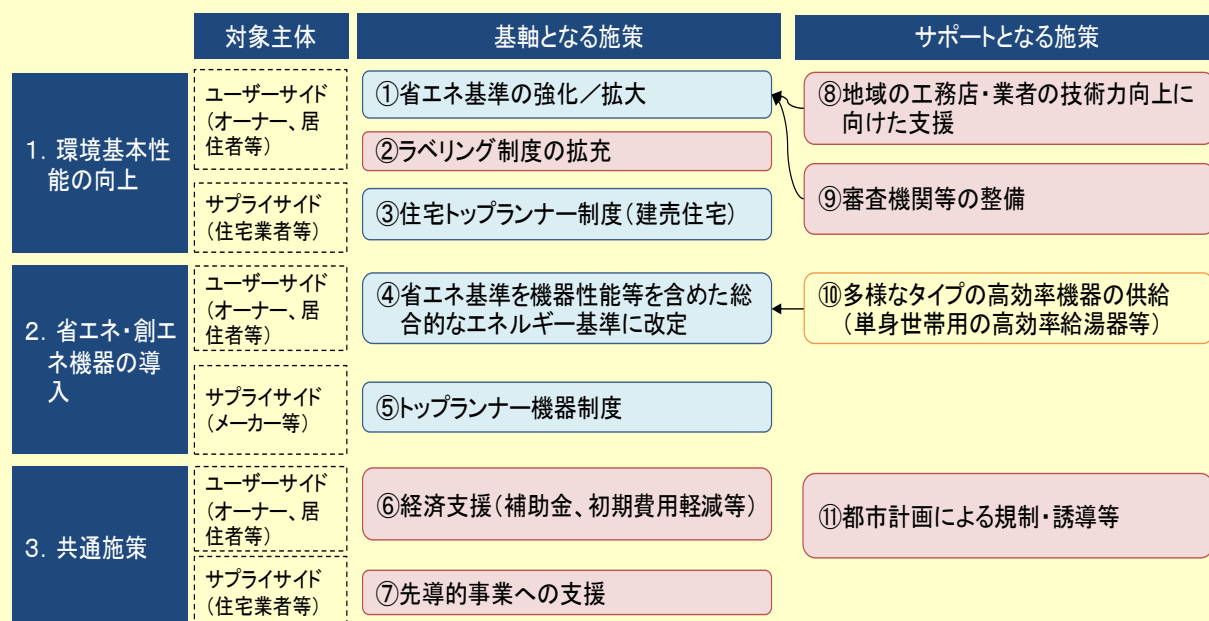 対象主体
基軸となる施策
サポートとなる施策
1. 環境基本性
能の向上
ユーザーサイド
(オーナー、居
住者等)
①省エネ基準の強化／拡大
②ラベリング制度の拡充
⑧地域の工務店・業者の技術力向上に
向けた支援
サプライサイド
(住宅業者等)
③住宅トップランナー制度(建売住宅)
⑨審査機関等の整備
2. 省エネ・創エ
ネ機器の導
入
ユーザーサイド
(オーナー、居
住者等)
④省エネ基準を機器性能等を含めた総
合的なエネルギー基準に改定
⑩多様なタイプの高効率機器の供給
(単身世帯用の高効率給湯器等)
サプライサイド
(メーカー等)
⑤トップランナー機器制度
3. 共通施策
ユーザーサイド
(オーナー、居
住者等)
⑥経済支援(補助金、初期費用軽減等)
⑪都市計画による規制・誘導等
サプライサイド
(住宅業者等)
⑦先導的事業への支援